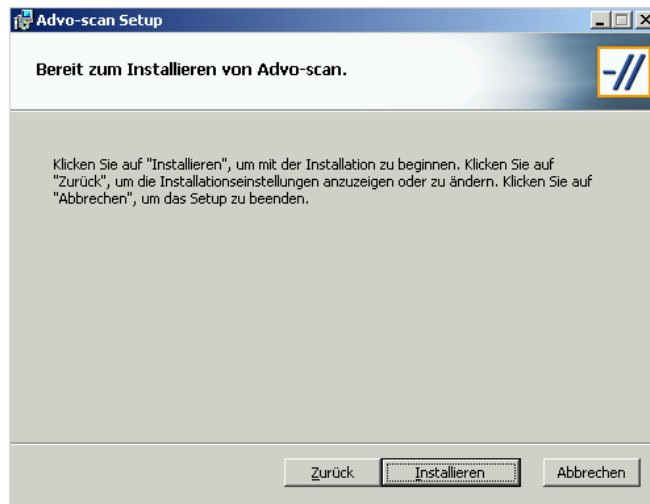 Advo-scan Setup
Bereit zum Installieren von Advo-scan.
-//
Klicken Sie auf "Installieren", um mit der Installation zu beginnen. Klicken Sie auf
"Zurück", um die Installationseinstellungen anzuzeigen oder zu ändern. Klicken Sie auf
"Abbrechen", um das Setup zu beenden.
Zurück Installieren Abbrechen